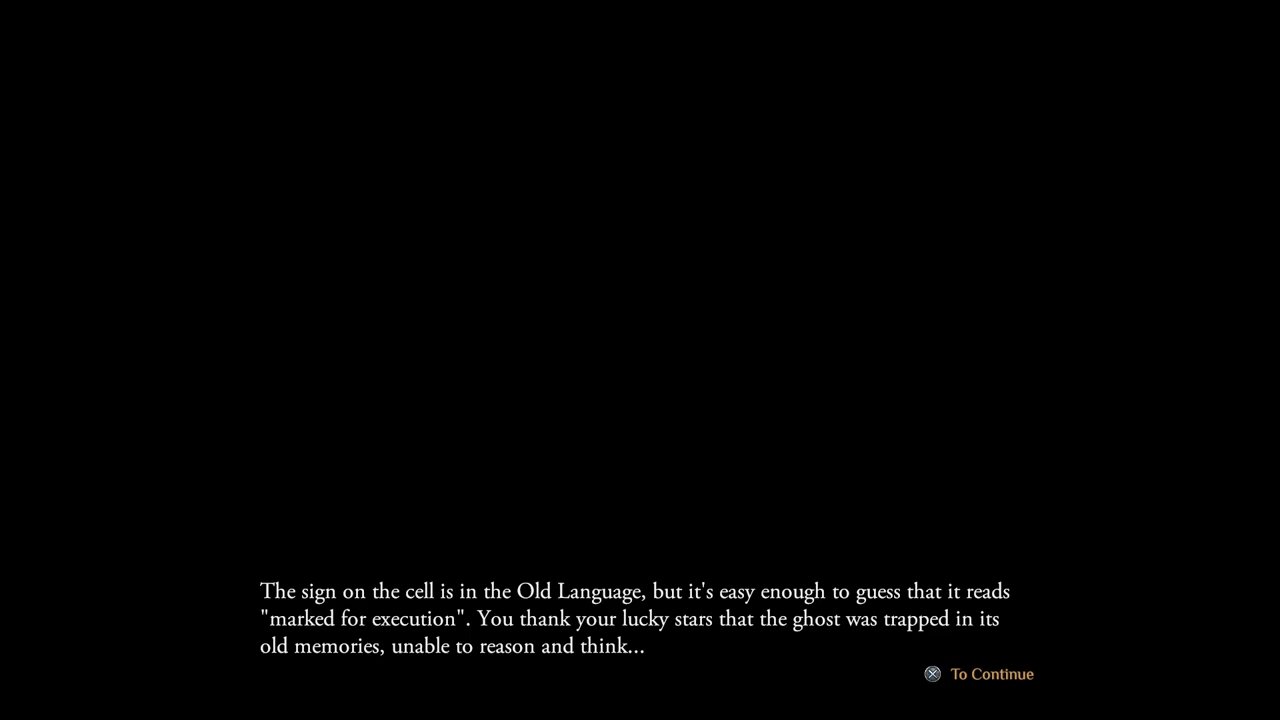 The sign on the cell is in the Old Language, but it's easy enough to guess that it reads
"marked for execution". You thank your lucky stars that the ghost was trapped in its
old memories, unable to reason and think...
To Continue